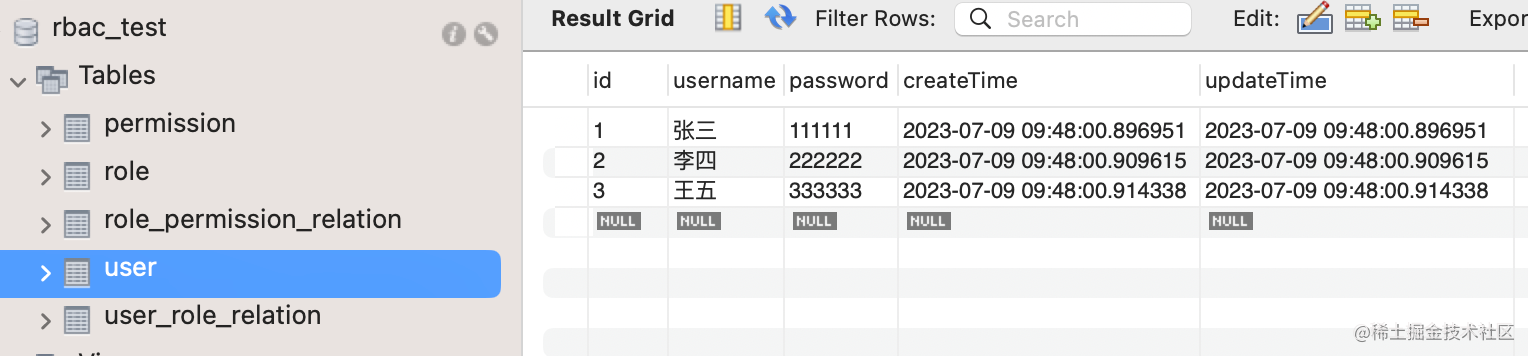 rbac_test
Tables
permission
role
role_permission_relation
user
user_role_relation
Result Grid Filter Rows: Search Edit: Expor
id username password createTime updateTime
1 张三 111111 2023-07-09 09:48:00.896951 2023-07-09 09:48:00.896951
2 李四 222222 2023-07-09 09:48:00.909615 2023-07-09 09:48:00.909615
3 王五 333333 2023-07-09 09:48:00.914338 2023-07-09 09:48:00.914338
NULL NULL NULL NULL NULL
@稀土掘金技术社区